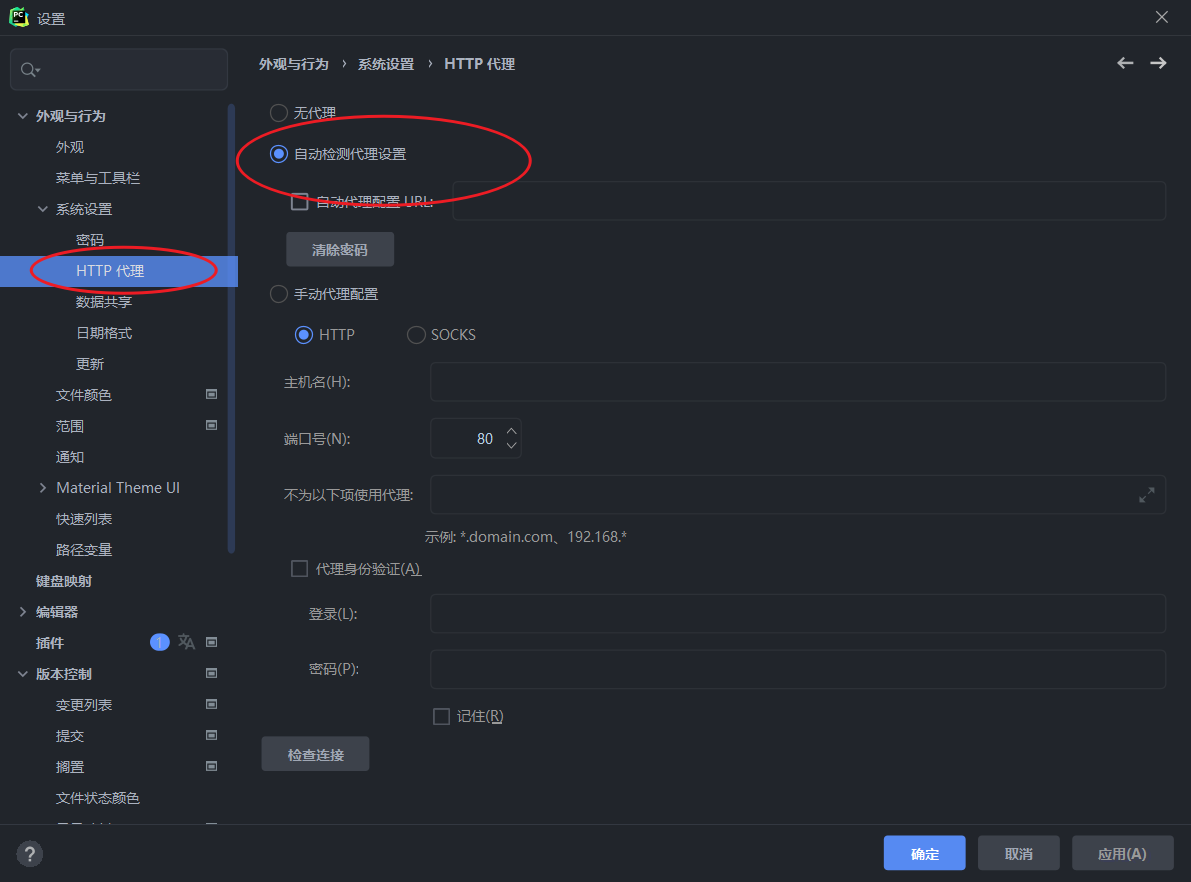 PC 设置
外观与行为 › 系统设置 › HTTP 代理
外观与行为
外观
菜单与工具栏
系统设置
密码
HTTP 代理
数据共享
日期格式
更新
文件颜色
范围
通知
Material Theme UI
快速列表
路径变量
键盘映射
编辑器
插件 1
版本控制
变更列表
提交
搁置
文件状态颜色
无代理
自动检测代理设置
自动代理配置 URL:
清除密码
手动代理配置
HTTP SOCKS
主机名(H):
端口号(N): 80
不为以下项使用代理:
示例: *.domain.com、192.168.*
代理身份验证(A)
登录(L):
密码(P):
记住(R)
检查连接
? 确定 取消 应用(A)